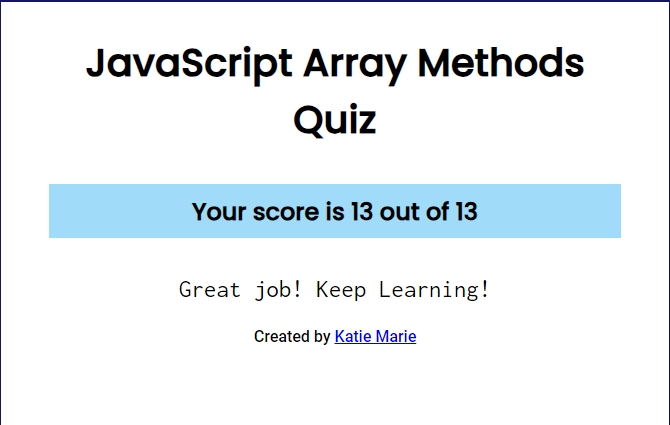 JavaScript Array Methods
Quiz
Your score is 13 out of 13
Great job! Keep Learning!
Created by Katie Marie